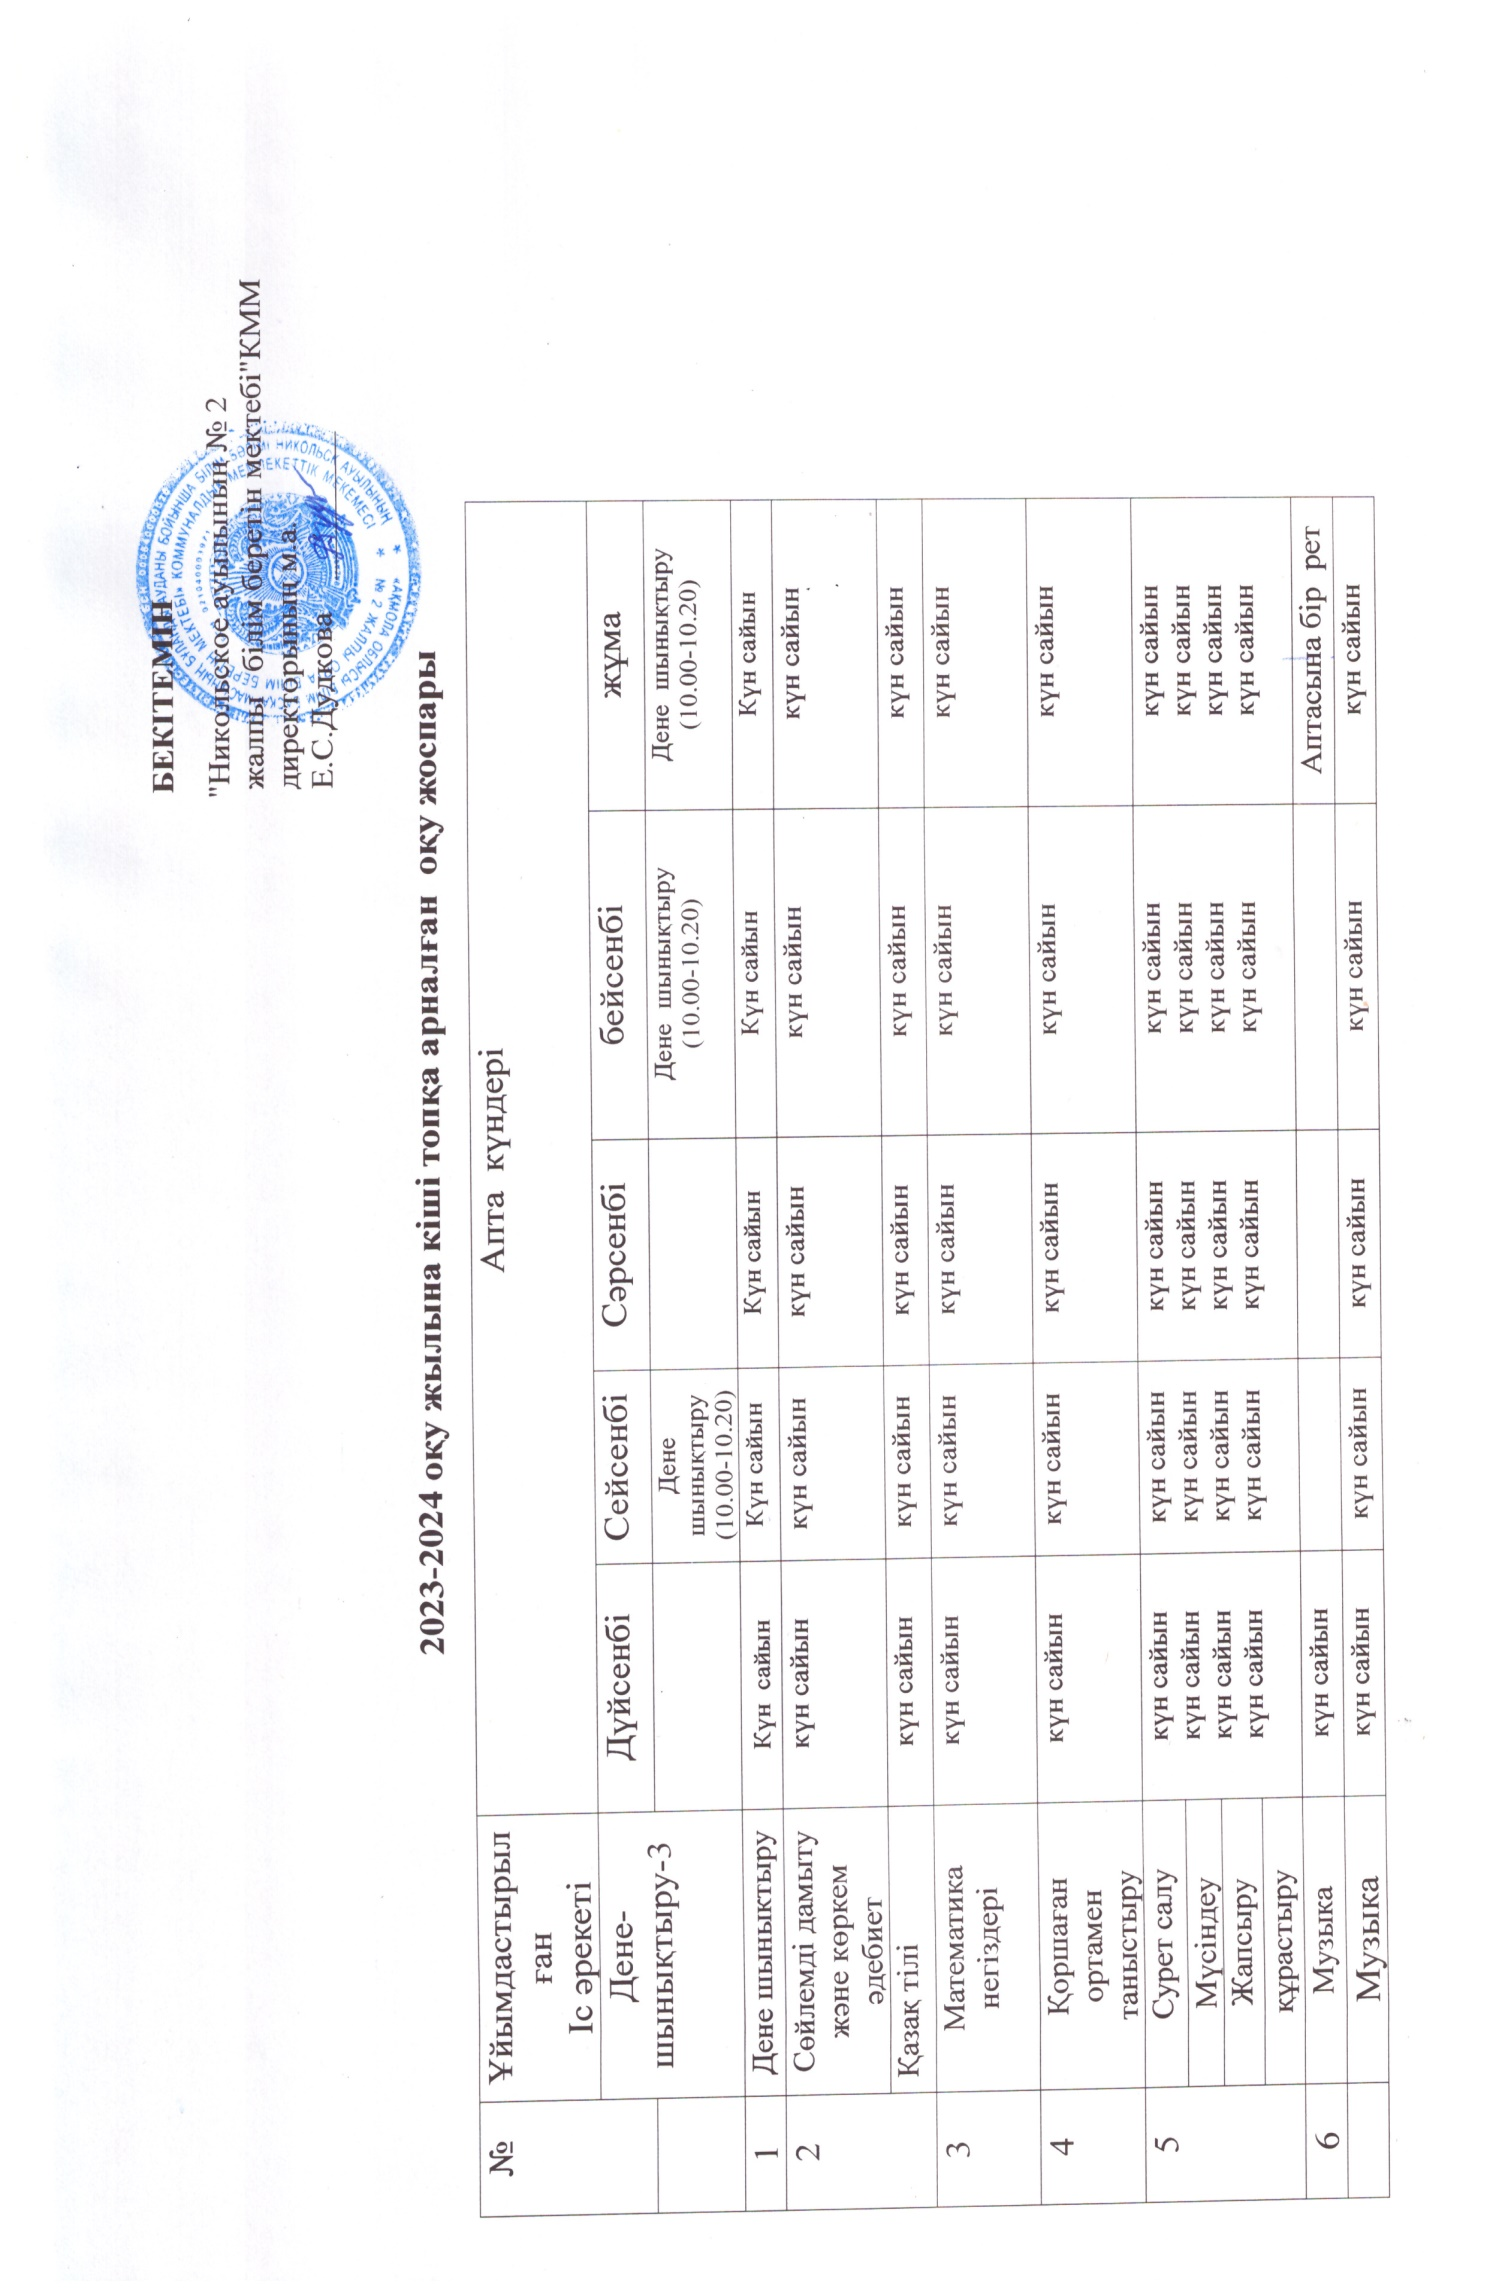 БЕКІТЕМІН
"Никольское ауылының № 2
жалпы білім беретін мектебі"КММ
директорының м.а.
Е.С.Дудкова
2023-2024 оқу жылына кіші топқа арналған оқу жоспары
№ Ұйымдастырыл Апта күндері
ған
Іс әрекеті
Дене- Дүйсенбі Сейсенбі Сәрсенбі бейсенбі жұма
шынықтыру-3 Дене Дене шынықтыру Дене шынықтыру
шынықтыру (10.00-10.20) (10.00-10.20)
(10.00-10.20)
1 Дене шынықтыру Күн сайын Күн сайын Күн сайын Күн сайын Күн сайын
2 Сөйлемді дамыту күн сайын күн сайын күн сайын күн сайын күн сайын
және көркем
әдебиет
Қазақ тілі күн сайын күн сайын күн сайын күн сайын күн сайын
3 Математика күн сайын күн сайын күн сайын күн сайын күн сайын
негіздері
4 Қоршаған күн сайын күн сайын күн сайын күн сайын күн сайын
ортамен
таныстыру
5 Сурет салу күн сайын күн сайын күн сайын күн сайын күн сайын
Мүсіндеу күн сайын күн сайын күн сайын күн сайын күн сайын
Жапсыру күн сайын күн сайын күн сайын күн сайын күн сайын
құрастыру күн сайын күн сайын күн сайын күн сайын күн сайын
6 Музыка күн сайын Аптасына бір рет
Музыка күн сайын күн сайын күн сайын күн сайын күн сайын